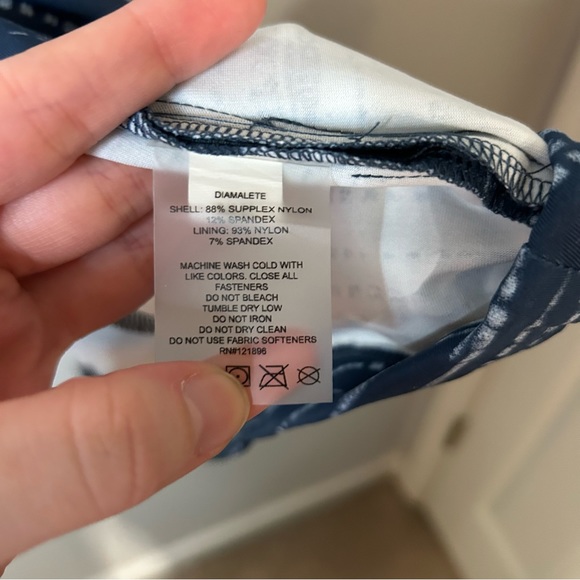 DIAMALETE
SHELL: 88% SUPPLEX NYLON
12% SPANDEX
LINING: 93% NYLON
7% SPANDEX
MACHINE WASH COLD WITH
LIKE COLORS. CLOSE ALL
FASTENERS
DO NOT BLEACH
TUMBLE DRY LOW
DO NOT IRON
DO NOT DRY CLEAN
DO NOT USE FABRIC SOFTENERS
RN#121896